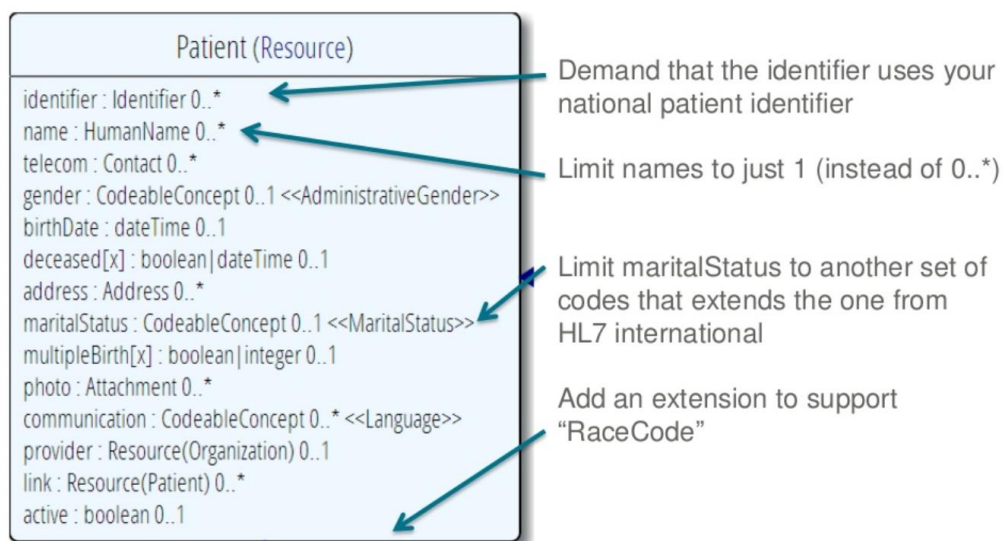 Patient (Resource)
identifier : Identifier 0..*
name : HumanName 0..*
telecom : Contact 0..*
gender : CodeableConcept 0..1 <<AdministrativeGender>>
birthDate : dateTime 0..1
deceased[x] : boolean|dateTime 0..1
address : Address 0..*
maritalStatus : CodeableConcept 0..1 <<MaritalStatus>>
multipleBirth[x] : boolean|integer 0..1
photo : Attachment 0..*
communication : CodeableConcept 0..* <<Language>>
provider : Resource(Organization) 0..1
link : Resource(Patient) 0..*
active : boolean 0..1
Demand that the identifier uses your
national patient identifier
Limit names to just 1 (instead of 0..*)
Limit maritalStatus to another set of
codes that extends the one from
HL7 international
Add an extension to support
“RaceCode”